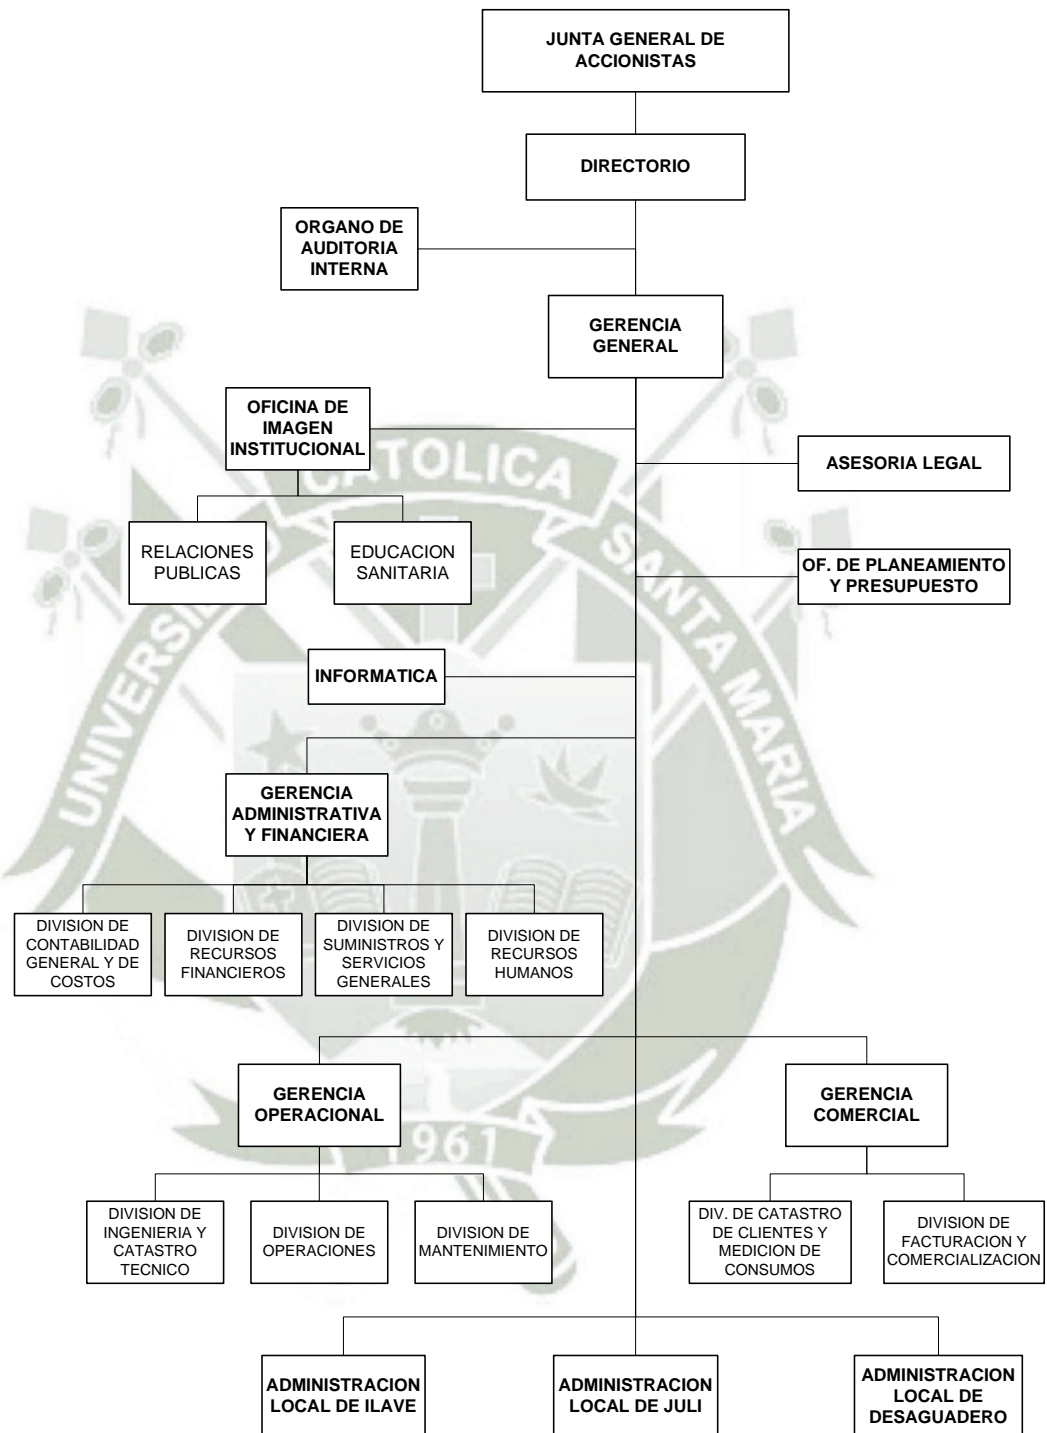 JUNTA GENERAL DE
ACCIONISTAS
DIRECTORIO
ORGANO DE
AUDITORIA
INTERNA
GERENCIA
GENERAL
OFICINA DE
IMAGEN
INSTITUCIONAL
ASESORIA LEGAL
RELACIONES
PUBLICAS
EDUCACION
SANITARIA
OF. DE PLANEAMIENTO
Y PRESUPUESTO
INFORMATICA
GERENCIA
ADMINISTRATIVA
Y FINANCIERA
DIVISION DE
CONTABILIDAD
GENERAL Y DE
COSTOS
DIVISION DE
RECURSOS
FINANCIEROS
DIVISION DE
SUMINISTROS Y
SERVICIOS
GENERALES
DIVISION DE
RECURSOS
HUMANOS
GERENCIA
OPERACIONAL
GERENCIA
COMERCIAL
DIVISION DE
INGENIERIA Y
CATASTRO
TECNICO
DIVISION DE
OPERACIONES
DIVISION DE
MANTENIMIENTO
DIV. DE CATASTRO
DE CLIENTES Y
MEDICION DE
CONSUMOS
DIVISION DE
FACTURACION Y
COMERCIALIZACION
ADMINISTRACION
LOCAL DE ILAVE
ADMINISTRACION
LOCAL DE JULI
ADMINISTRACION
LOCAL DE
DESAGUADERO
CATOLICA
SANTA MARIA
1961